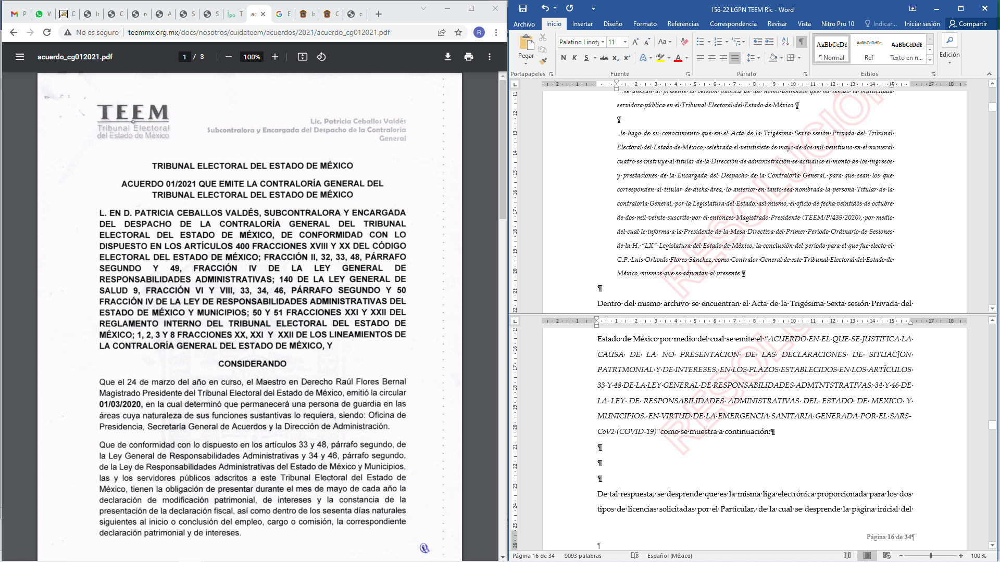 No es seguro
teemmx.org.mx/docs/nosotros/cuidateem/acuerdos/2021/acuerdo_cg012021.pdf
acuerdo_cg012021.pdf
1 / 3
100%
TEEM
Tribunal Electoral
del Estado de México
Lic. Patricia Ceballos Valdés
Subcontralora y Encargada del Despacho de la Contraloría
General
TRIBUNAL ELECTORAL DEL ESTADO DE MÉXICO
ACUERDO 01/2021 QUE EMITE LA CONTRALORÍA GENERAL DEL
TRIBUNAL ELECTORAL DEL ESTADO DE MÉXICO
L. EN D. PATRICIA CEBALLOS VALDÉS, SUBCONTRALORA Y ENCARGADA
DEL DESPACHO DE LA CONTRALORÍA GENERAL DEL TRIBUNAL
ELECTORAL DEL ESTADO DE MÉXICO, DE CONFORMIDAD CON LO
DISPUESTO EN LOS ARTÍCULOS 400 FRACCIONES XVIII Y XX DEL CÓDIGO
ELECTORAL DEL ESTADO DE MÉXICO; FRACCIÓN II, 32, 33, 48, PÁRRAFO
SEGUNDO Y 49, FRACCIÓN IV DE LA LEY GENERAL DE
RESPONSABILIDADES ADMINISTRATIVAS; 140 DE LA LEY GENERAL DE
SALUD 9, FRACCIÓN VI Y VIII, 33, 34, 46, PÁRRAFO SEGUNDO Y 50
FRACCIÓN IV DE LA LEY DE RESPONSABILIDADES ADMINISTRATIVAS DEL
ESTADO DE MÉXICO Y MUNICIPIOS; 50 Y 51 FRACCIONES XXI Y XXII DEL
REGLAMENTO INTERNO DEL TRIBUNAL ELECTORAL DEL ESTADO DE
MÉXICO; 1, 2, 3 Y 8 FRACCIONES XX, XXI Y XXII DE LOS LINEAMIENTOS DE
LA CONTRALORÍA GENERAL DEL ESTADO DE MÉXICO, Y
CONSIDERANDO
Que el 24 de marzo del año en curso, el Maestro en Derecho Raúl Flores Bernal
Magistrado Presidente del Tribunal Electoral del Estado de México, emitió la circular
01/03/2020, en la cual determinó que permanecerá una persona de guardia en las
áreas cuya naturaleza de sus funciones sustantivas lo requiera, siendo: Oficina de
Presidencia, Secretaría General de Acuerdos y la Dirección de Administración.
Que de conformidad con lo dispuesto en los artículos 33 y 48, párrafo segundo, de
la Ley General de Responsabilidades Administrativas y 34 y 46, párrafo segundo,
de la Ley de Responsabilidades Administrativas del Estado de México y Municipios,
las y los servidores públicos adscritos a este Tribunal Electoral del Estado de
México, tienen la obligación de presentar durante el mes de mayo de cada año la
declaración de modificación patrimonial, de intereses y la constancia de la
presentación de la declaración fiscal, así como dentro de los sesenta días naturales
siguientes al inicio o conclusión del empleo, cargo o comisión, la correspondiente
declaración patrimonial y de intereses.
156-22 LGPN TEEM Ric - Word
Archivo Inicio Insertar Diseño Formato Referencias Correspondencia Revisar Vista Nitro Pro 10 Indicar... Iniciar sesión Compartir
Palatino Linoty 11
Pegar
Portapapeles Fuente Párrafo Estilos Edición
AaBbCcDc AaBbCcDdEe AaBbCcDdE
¶ Normal Ref Texto en n...
...se anexan al presente la versión pública de los nombramientos que ha tenido la multicitada
servidora pública en el Tribunal Electoral del Estado de México.¶
¶
..le hago de su conocimiento que en el Acta de la Trigésima Sexta sesión Privada del Tribunal
Electoral del Estado de México, celebrada el veintisiete de mayo de dos mil veintiuno en el numeral
cuatro se instruye al titular de la Dirección de administración se actualice el monto de los ingresos
y prestaciones de la Encargada del Despacho de la Contraloría General, para que sean los que
corresponden al titular de dicha área, lo anterior en tanto sea nombrada la persona Titular de la
contraloría General, por la Legislatura del Estado; así mismo, el oficio de fecha veintidós de octubre
de dos mil veinte suscrito por el entonces Magistrado Presidente (TEEM/P/439/2020), por medio
del cual le informa a la Presidente de la Mesa Directiva del Primer Periodo Ordinario de Sesiones
de la H. “LX” Legislatura del Estado de México, la conclusión del periodo para el que fue electo el
C.P. Luis Orlando Flores Sánchez, como Contralor General de este Tribunal Electoral del Estado de
México, mismos que se adjuntan al presente.¶
¶
Dentro del mismo archivo se encuentran el Acta de la Trigésima Sexta sesión Privada del
RESOLUCIÓN
Estado de México por medio del cual se emite el “ACUERDO EN EL QUE SE JUSTIFICA LA
CAUSA DE LA NO PRESENTACION DE LAS DECLARACIONES DE SITUAC]ON
PATRTMONIAL Y DE INTERESES, EN LOS PLAZOS ESTABLECIDOS EN LOS ARTÍCULOS
33 Y 48 DE LA LEY GENERAL DE RESPONSABILIDADES ADMTNTSTRATIVAS; 34 Y 46 DE
LA LEY DE RESPONSABILIDADES ADMINISTRATIVAS DEL ESTADO DE MEXICO Y
MUNICIPIOS, EN VIRTUD DE LA EMERGENCIA SANITARIA GENERADA POR EL SARS-
CoV2 (COVID-19)”como se muestra a continuación:¶
¶
¶
¶
De tal respuesta, se desprende que es la misma liga electrónica proporcionada para los dos
tipos de licencias solicitadas por el Particular, de la cual se desprende la página inicial del
Página 16 de 34¶
¶
Página 16 de 34 9093 palabras Español (México) 100 %